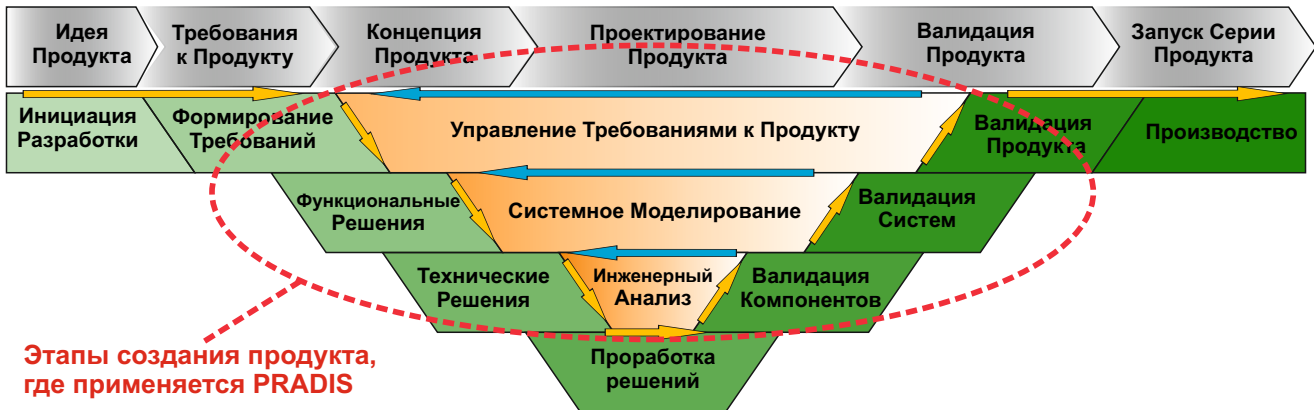 Идея
Продукта
Требования
к Продукту
Концепция
Продукта
Проектирование
Продукта
Валидация
Продукта
Запуск Серии
Продукта
Инициация
Разработки
Формирование
Требований
Управление Требованиями к Продукту
Валидация
Продукта
Производство
Функциональные
Решения
Системное Моделирование
Валидация
Систем
Технические
Решения
Инженерный
Анализ
Валидация
Компонентов
Проработка
решений
Этапы создания продукта,
где применяется PRADIS